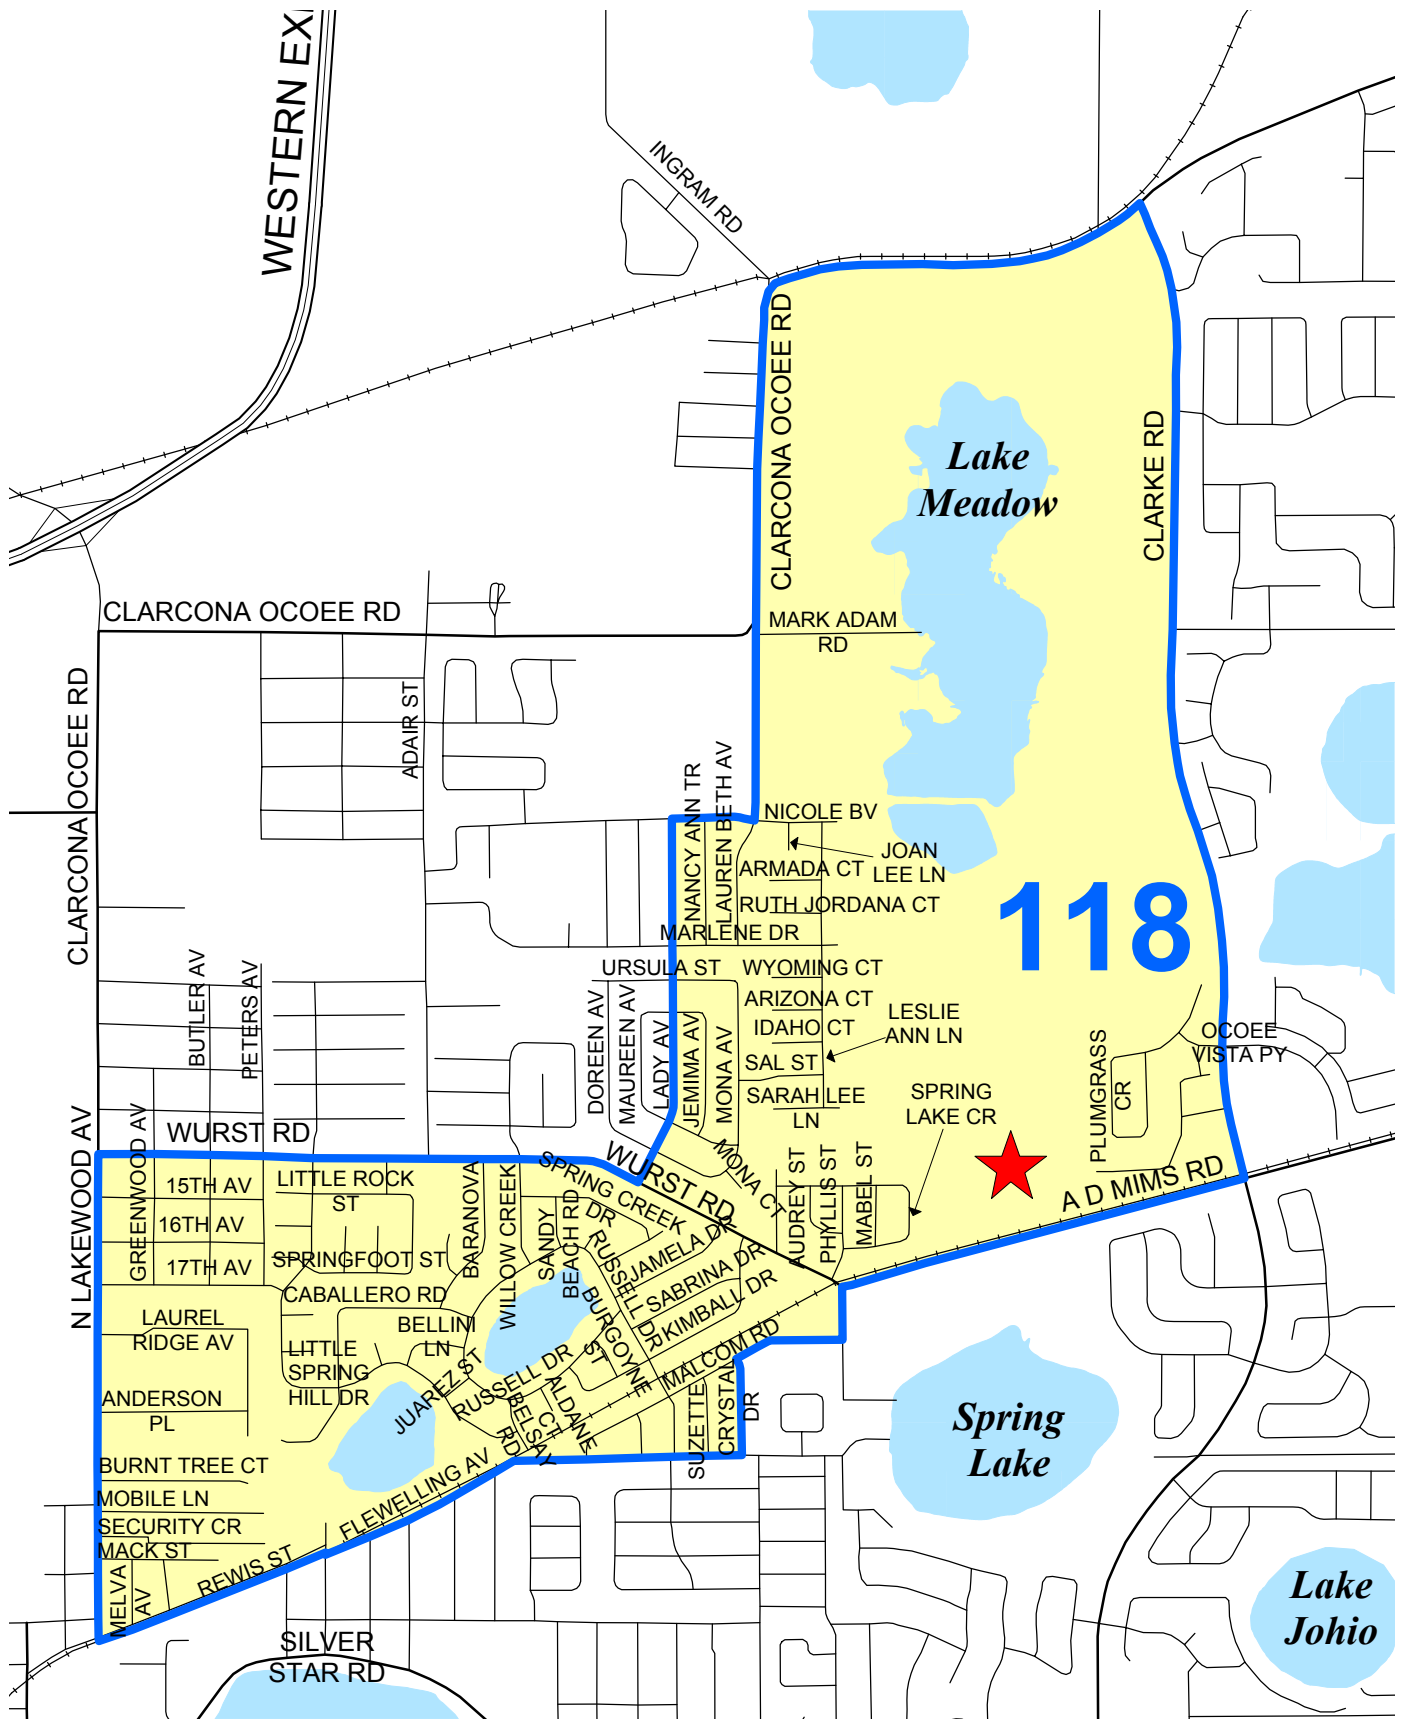 WESTERN EX
INGRAM RD
CLARCONA OCOEE RD
CLARKE RD
Lake
Meadow
CLARCONA OCOEE RD
MARK ADAM
RD
CLARCONA OCOEE RD
ADAIR ST
NANCY ANN TR
LAUREN BETH AV
NICOLE BV
JOAN
LEE LN
ARMADA CT
RUTH JORDANA CT
118
MARLENE DR
URSULA ST
WYOMING CT
ARIZONA CT
IDAHO CT
LESLIE
ANN LN
SAL ST
SARAH LEE
LN
SPRING
LAKE CR
BUTLER AV
PETERS AV
DOREEN AV
MAUREEN AV
LADY AV
JEMIMA AV
MONA AV
PLUMGRASS
CR
OCOEE
VISTA PY
N LAKEWOOD AV
GREENWOOD AV
WURST RD
WURST RD
MONA CT
AUDREY ST
PHYLLIS ST
MABEL ST
A D MIMS RD
15TH AV
16TH AV
17TH AV
LITTLE ROCK
ST
SPRINGFOOT ST
CABALLERO RD
BARANOVA
WILLOW CREEK
SANDY
BEACH RD
SPRING CREEK
DR
RUSSELL DR
JAMELA DR
SABRINA DR
KIMBALL DR
BURGOYNE
ST
MALCOM RD
LAUREL
RIDGE AV
BELLINI
LN
LITTLE
SPRING
HILL DR
JUAREZ ST
RUSSELL DR
ALDANE
CT
BELSAY
RD
SUZETTE
CRYSTAL
DR
ANDERSON
PL
BURNT TREE CT
MOBILE LN
SECURITY CR
MACK ST
MELVA
AV
REWIS ST
FLEWELLING AV
SILVER
STAR RD
Spring
Lake
Lake
Johio